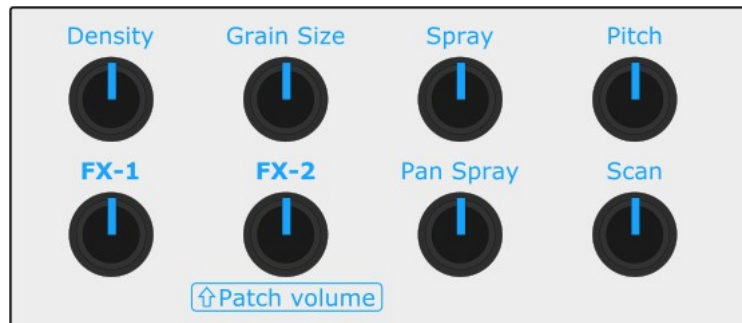 Density Grain Size Spray Pitch
FX-1 FX-2 Pan Spray Scan
⇧Patch volume